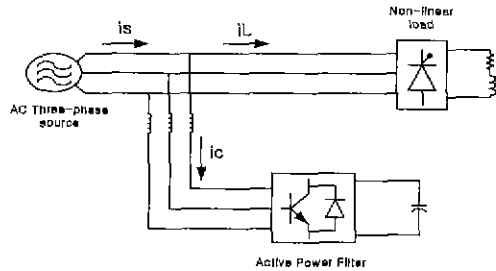 Non-linear
load
is
iL
AC Three-phase
source
ic
Active Power Filter